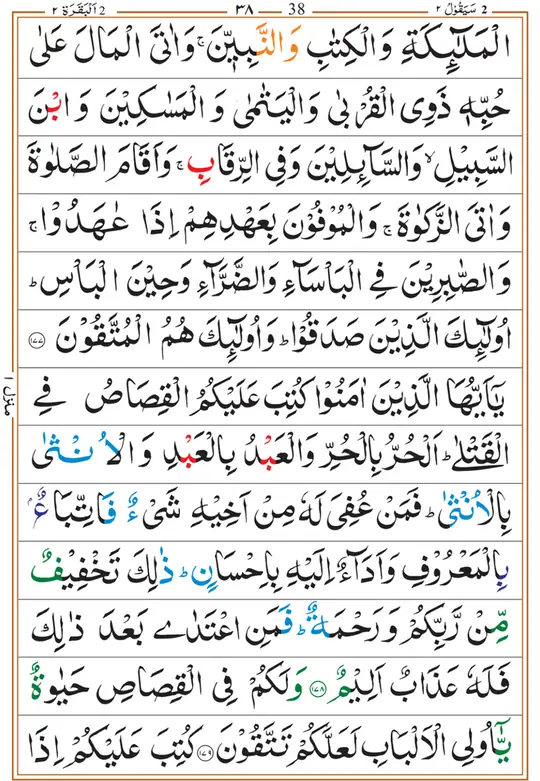 ٢ اَلْبَقَرَة 2 ٣٨ 38 ٢ سَيَقُوْلُ 2
الْمَلٰٓئِكَةِ وَالْكِتٰبِ وَالنَّبِيّٖنَ ۚ وَاٰتَى الْمَالَ عَلٰى
حُبِّهٖ ذَوِى الْقُرْبٰى وَالْيَتٰمٰى وَ الْمَسٰكِيْنَ وَ ابْنَ
السَّبِيْلِ ۙ وَالسَّآئِلِيْنَ وَفِى الرِّقَابِ ۚ وَاَقَامَ الصَّلٰوةَ
وَاٰتَى الزَّكٰوةَ ۚ وَالْمُوْفُوْنَ بِعَهْدِهِمْ اِذَا عٰهَدُوْا ۚ
وَالصّٰبِرِيْنَ فِى الْبَاْسَآءِ وَالضَّرَّآءِ وَحِيْنَ الْبَاْسِ ؕ
اُولٰٓئِكَ الَّذِيْنَ صَدَقُوْا ؕ وَاُولٰٓئِكَ هُمُ الْمُتَّقُوْنَ ۝۱۷۷
يٰٓاَيُّهَا الَّذِيْنَ اٰمَنُوْا كُتِبَ عَلَيْكُمُ الْقِصَاصُ فِى
الْقَتْلٰى ؕ اَلْحُرُّ بِالْحُرِّ وَالْعَبْدُ بِالْعَبْدِ وَ الْاُنْثٰى
بِالْاُنْثٰى ؕ فَمَنْ عُفِىَ لَهٗ مِنْ اَخِيْهِ شَىْءٌ فَاتِّبَاعٌۢ
بِالْمَعْرُوْفِ وَاَدَآءٌ اِلَيْهِ بِاِحْسَانٍ ؕ ذٰلِكَ تَخْفِيْفٌ
مِّنْ رَّبِّكُمْ وَ رَحْمَةٌ ؕ فَمَنِ اعْتَدٰى بَعْدَ ذٰلِكَ
فَلَهٗ عَذَابٌ اَلِيْمٌ ۝۱۷۸ وَلَكُمْ فِى الْقِصَاصِ حَيٰوةٌ
يّٰٓاُولِى الْاَلْبَابِ لَعَلَّكُمْ تَتَّقُوْنَ ۝۱۷۹ كُتِبَ عَلَيْكُمْ اِذَا
منزل ١